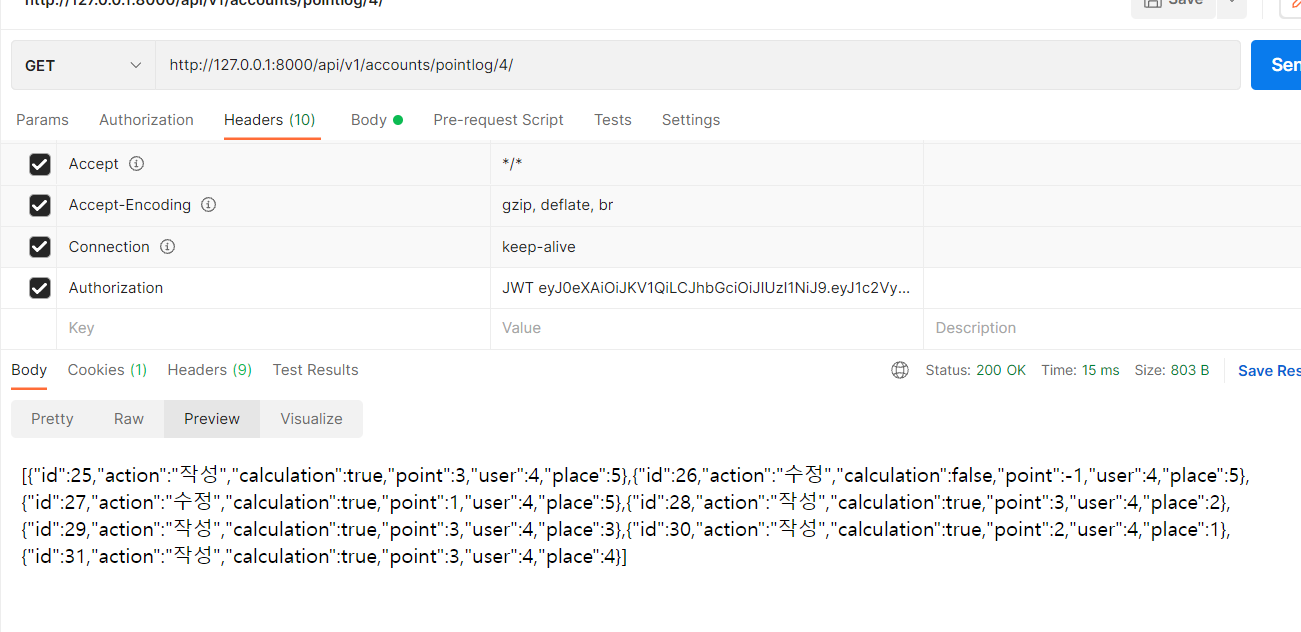 http://127.0.0.1:8000/api/v1/accounts/pointlog/4/
Save
GET http://127.0.0.1:8000/api/v1/accounts/pointlog/4/
Sen
Params Authorization Headers (10) Body Pre-request Script Tests Settings
Accept */*
Accept-Encoding gzip, deflate, br
Connection keep-alive
Authorization JWT eyJ0eXAiOiJKV1QiLCJhbGciOiJIUzI1NiJ9.eyJ1c2Vy...
Key Value Description
Body Cookies (1) Headers (9) Test Results Status: 200 OK Time: 15 ms Size: 803 B Save Res
Pretty Raw Preview Visualize
[{"id":25,"action":"작성","calculation":true,"point":3,"user":4,"place":5},{"id":26,"action":"수정","calculation":false,"point":-1,"user":4,"place":5},
{"id":27,"action":"수정","calculation":true,"point":1,"user":4,"place":5},{"id":28,"action":"작성","calculation":true,"point":3,"user":4,"place":2},
{"id":29,"action":"작성","calculation":true,"point":3,"user":4,"place":3},{"id":30,"action":"작성","calculation":true,"point":2,"user":4,"place":1},
{"id":31,"action":"작성","calculation":true,"point":3,"user":4,"place":4}]